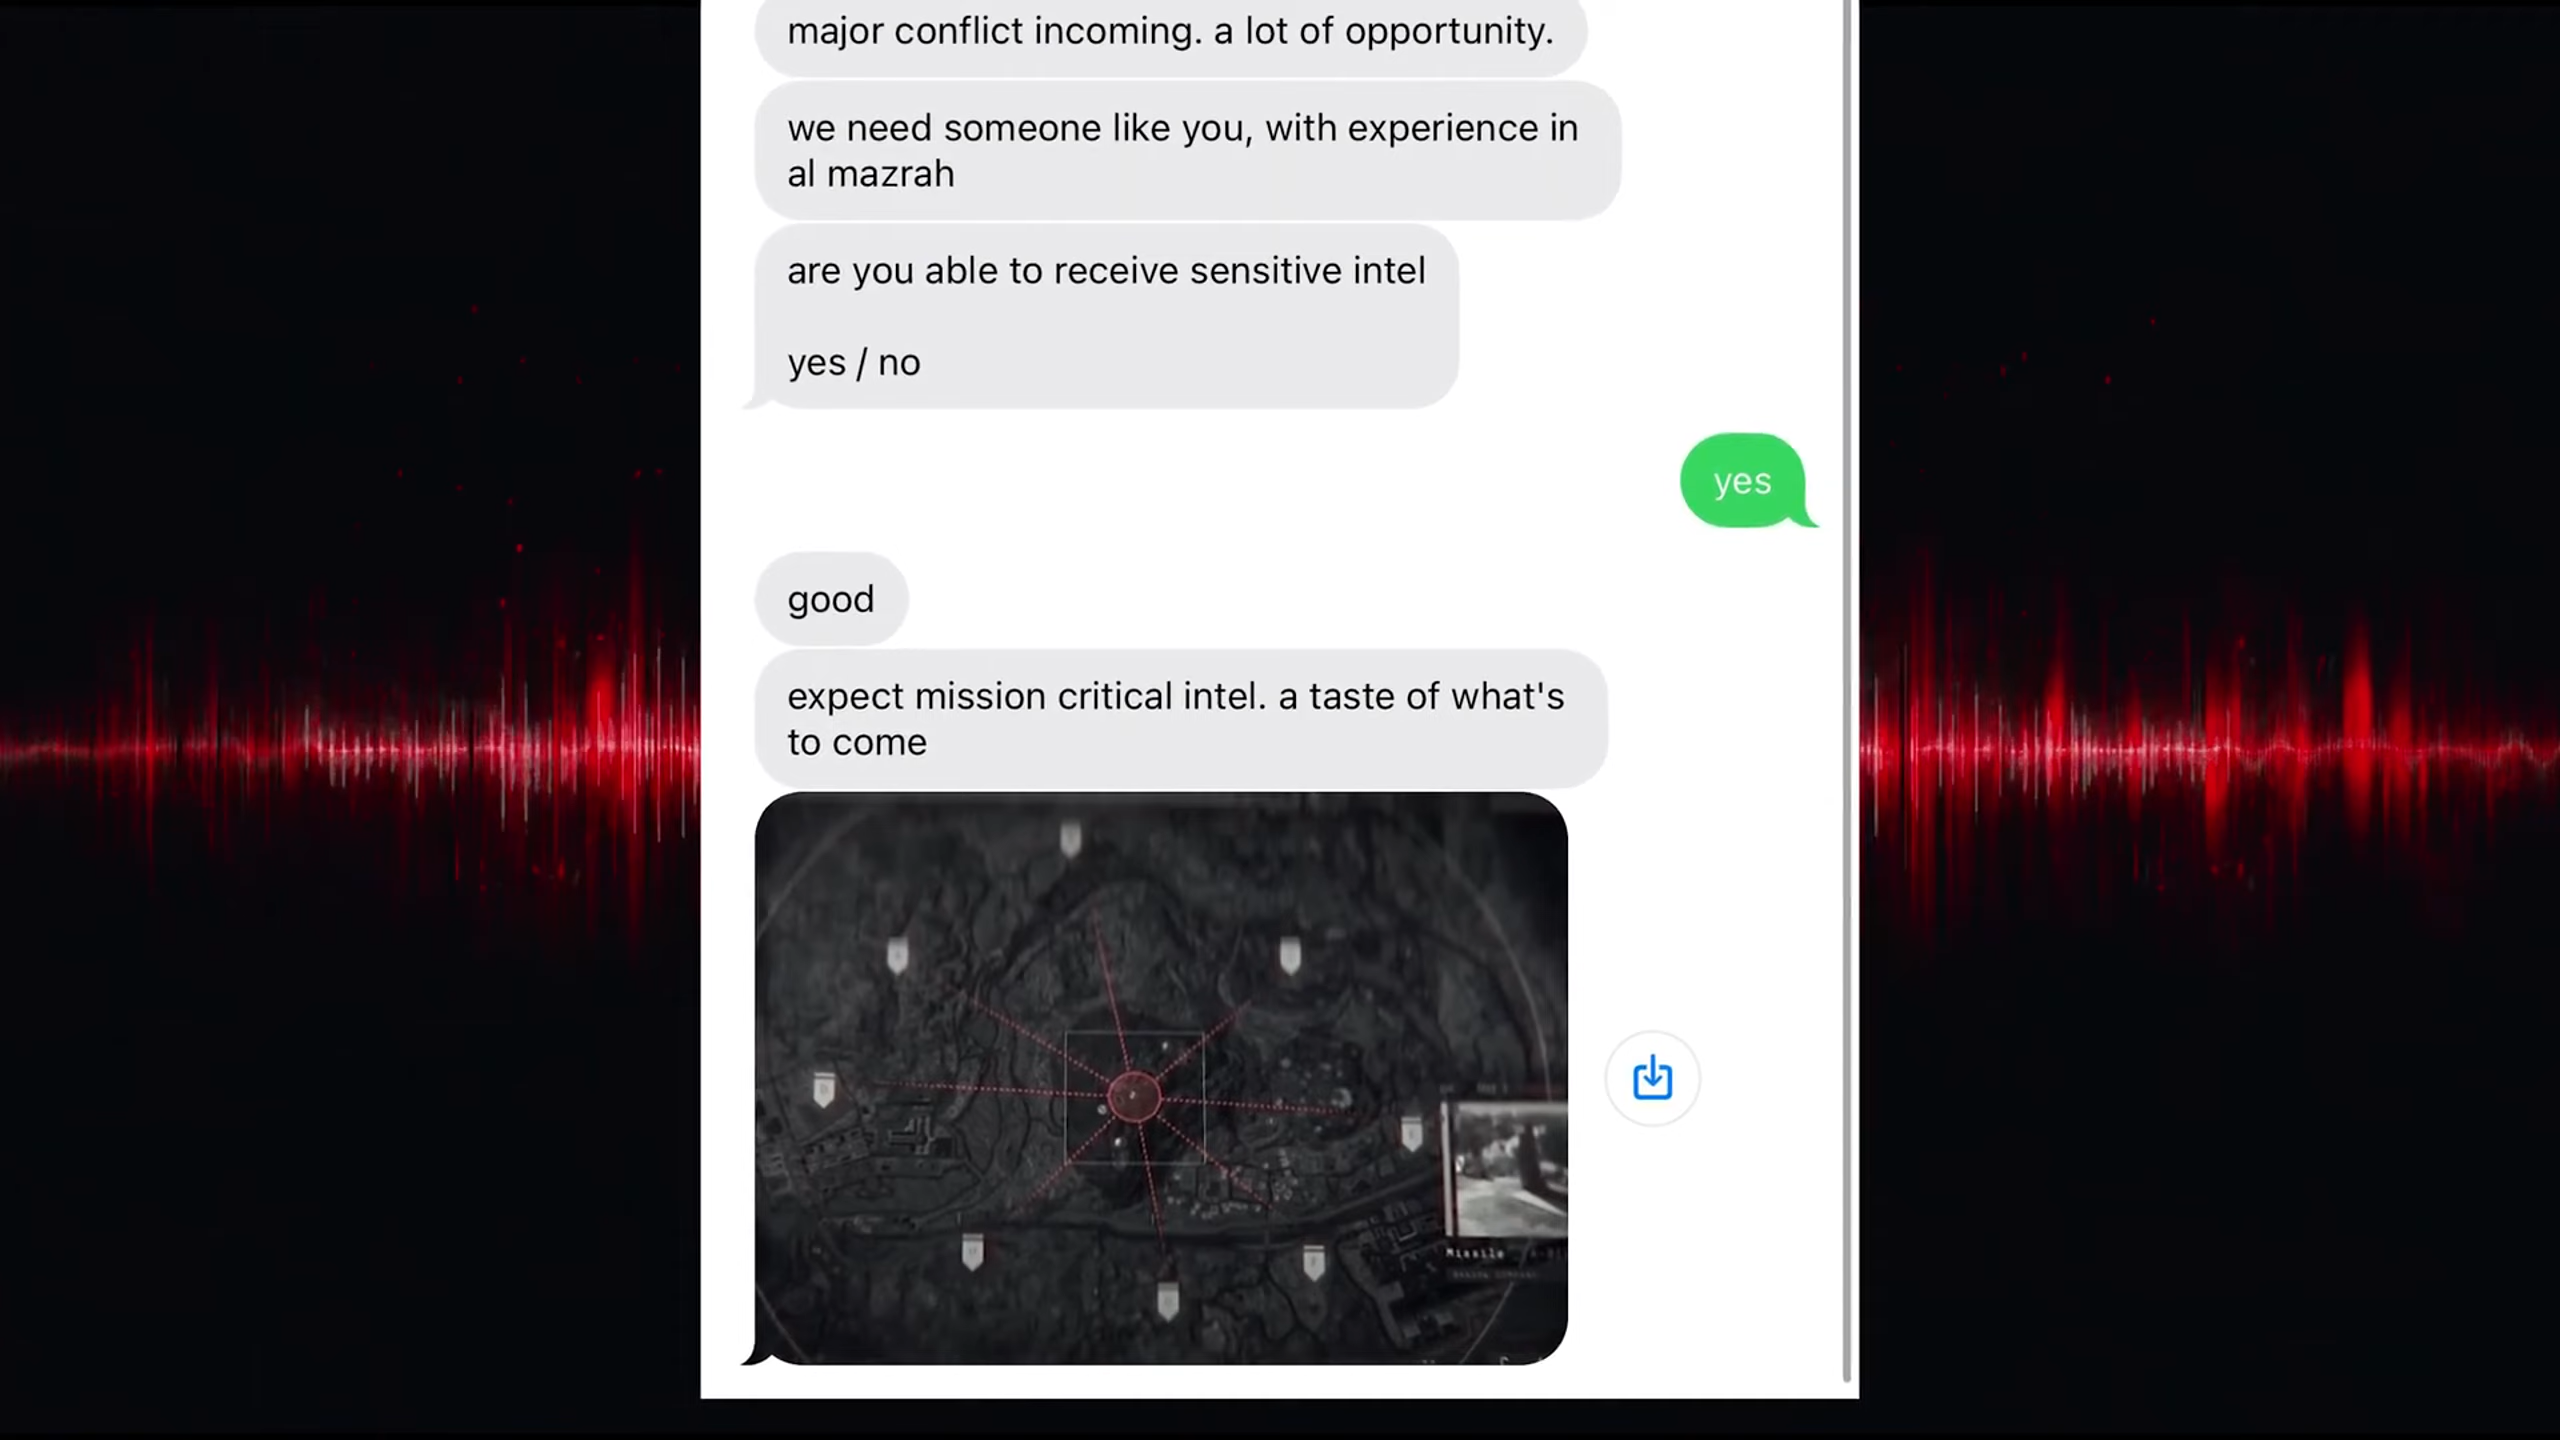 major conflict incoming. a lot of opportunity.
we need someone like you, with experience in
al mazrah
are you able to receive sensitive intel
yes / no
yes
good
expect mission critical intel. a taste of what's
to come
Missile